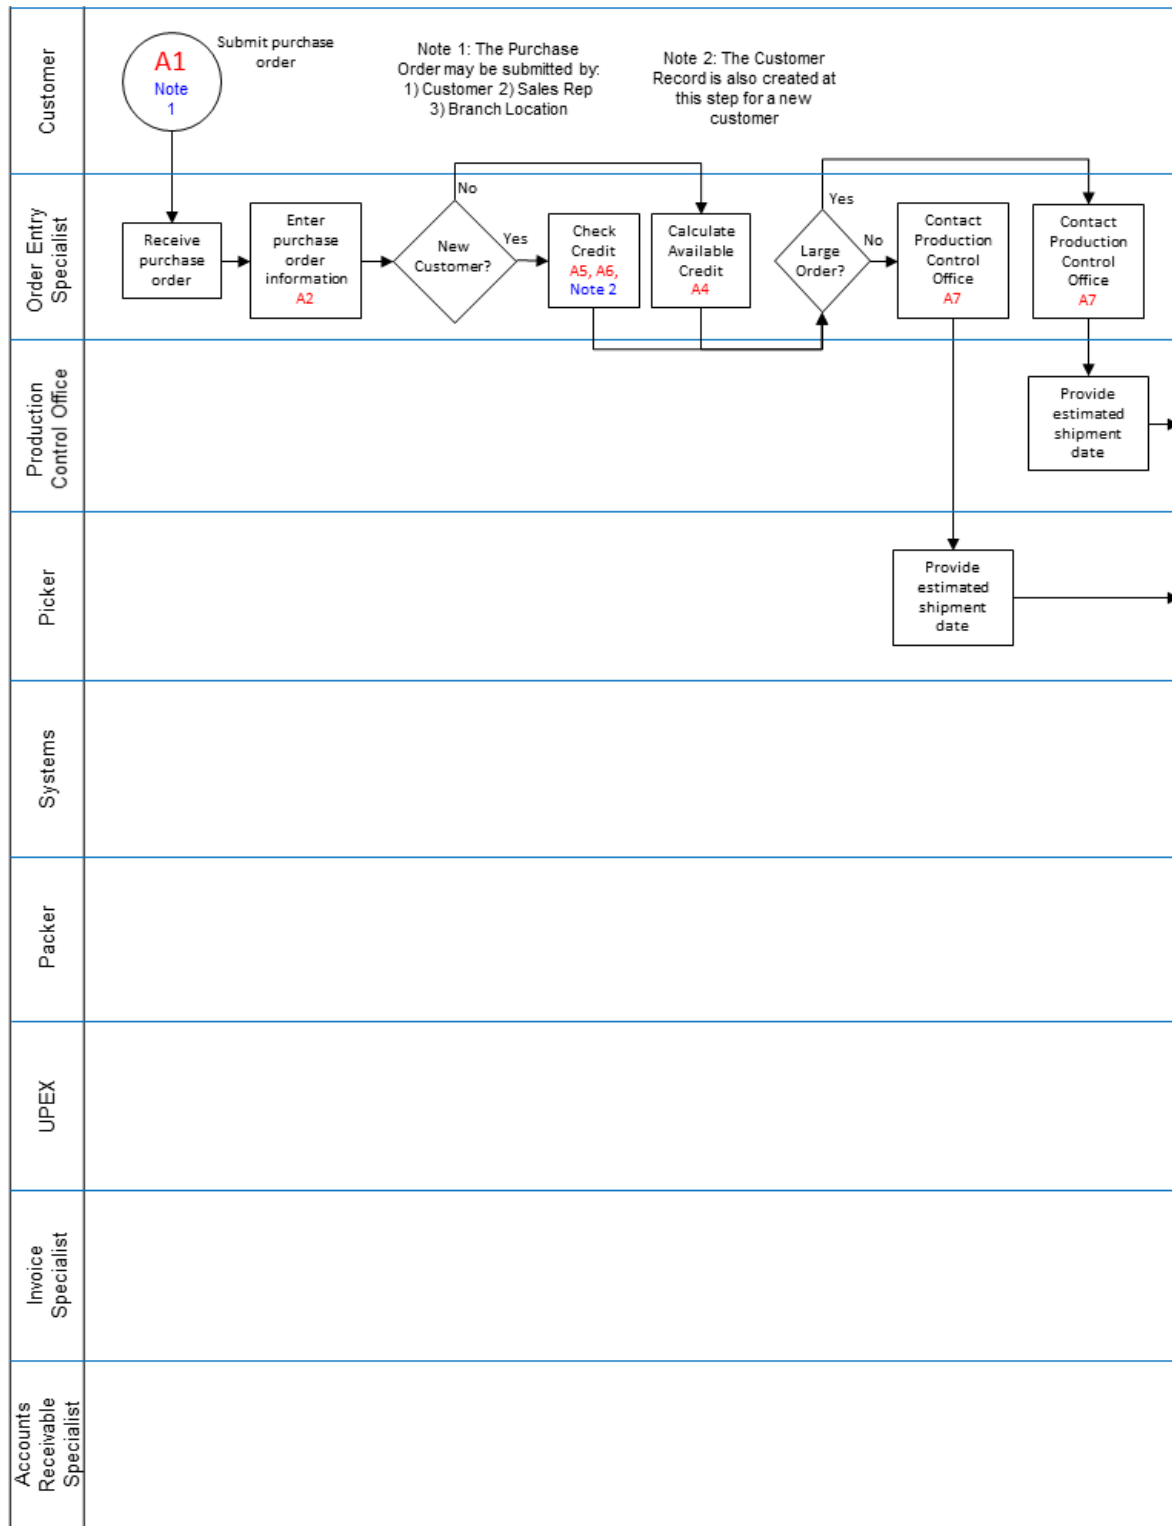 Customer
A1
Note
1
Submit purchase
order
Note 1: The Purchase
Order may be submitted by:
1) Customer 2) Sales Rep
3) Branch Location
Note 2: The Customer
Record is also created at
this step for a new
customer
Order Entry
Specialist
Receive
purchase
order
Enter
purchase
order
information
A2
New
Customer?
No
Yes
Check
Credit
A5, A6,
Note 2
Calculate
Available
Credit
A4
Large
Order?
Yes
No
Contact
Production
Control
Office
A7
Contact
Production
Control
Office
A7
Production
Control Office
Provide
estimated
shipment
date
Picker
Provide
estimated
shipment
date
Systems
Packer
UPEX
Invoice
Specialist
Accounts
Receivable
Specialist